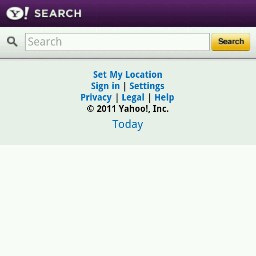 Y! SEARCH
Search Search
Set My Location
Sign in | Settings
Privacy | Legal | Help
© 2011 Yahoo!, Inc.
Today